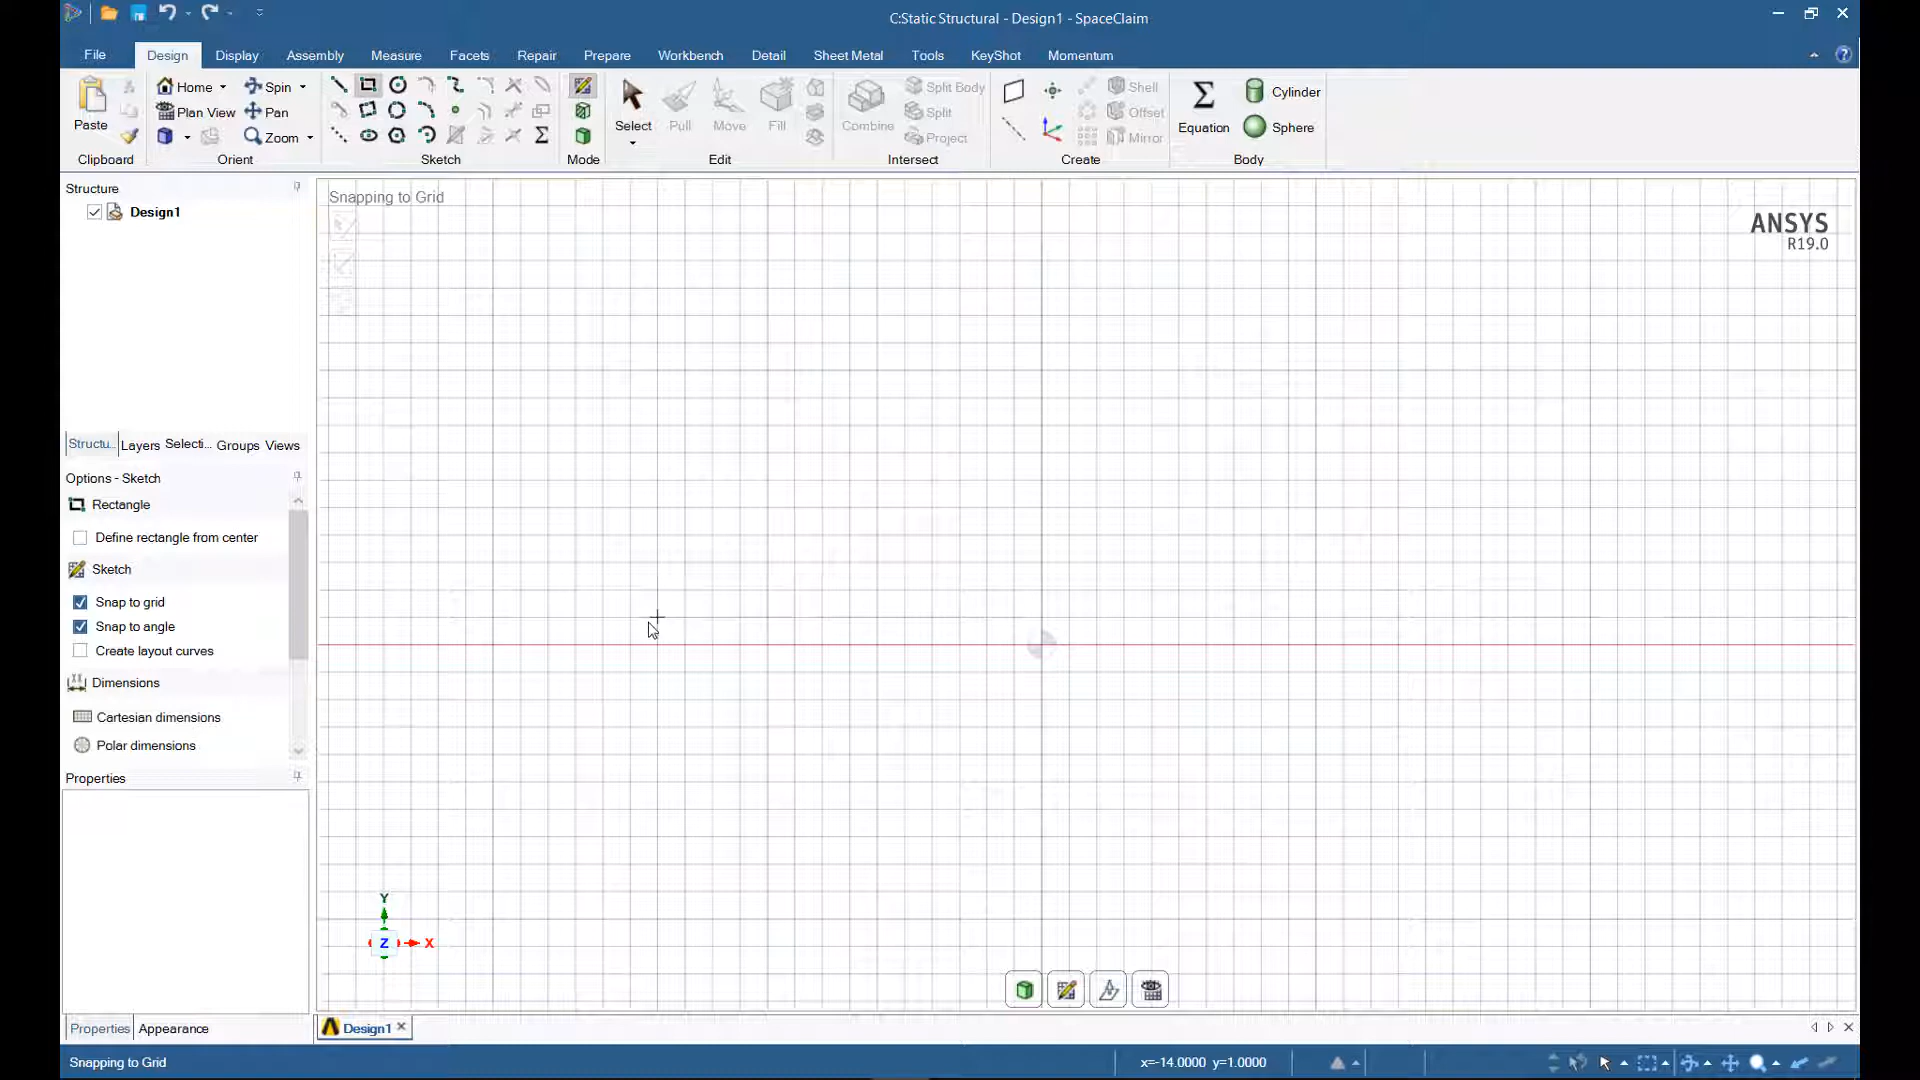 C:Static Structural - Design1 - SpaceClaim
File Design Display Assembly Measure Facets Repair Prepare Workbench Detail Sheet Metal Tools KeyShot Momentum
Paste
Clipboard
Home Spin
Plan View Pan
Zoom
Orient
Sketch
Mode
Select Pull Move Fill
Edit
Combine
Split Body
Split
Project
Intersect
Shell
Offset
Mirror
Create
Equation
Cylinder
Sphere
Body
Structure
Design1
Structu... Layers Selecti... Groups Views
Options - Sketch
Rectangle
Define rectangle from center
Sketch
Snap to grid
Snap to angle
Create layout curves
Dimensions
Cartesian dimensions
Polar dimensions
Properties
Properties Appearance
Snapping to Grid
ANSYS
R19.0
Y
Z X
Design1
Snapping to Grid
x=-14.0000 y=1.0000